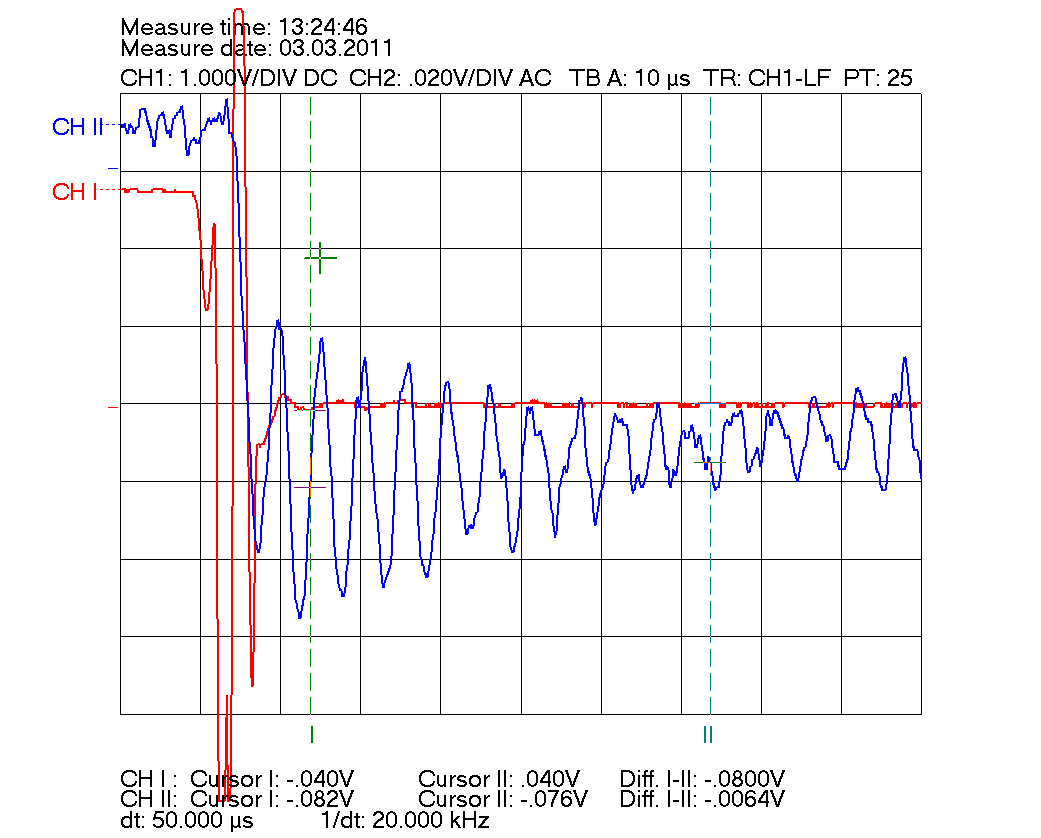 Measure time: 13:24:46
Measure date: 03.03.2011
CH1: 1.000V/DIV DC CH2: .020V/DIV AC TB A: 10 µs TR: CH1-LF PT: 25
CH II
CH I
I
II
CH I : Cursor I: -.040V Cursor II: .040V Diff. I-II: -.0800V
CH II: Cursor I: -.082V Cursor II: -.076V Diff. I-II: -.0064V
dt: 50.000 µs 1/dt: 20.000 kHz